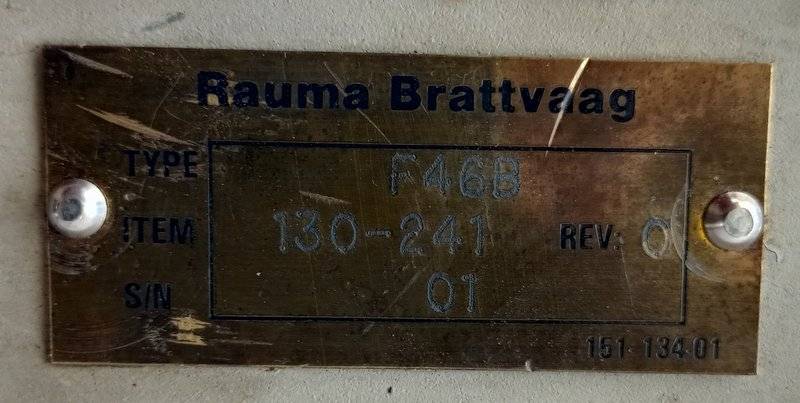 Rauma Brattvaag
TYPE F46B
ITEM 130-241 REV: 0
S/N 01
151-134-01